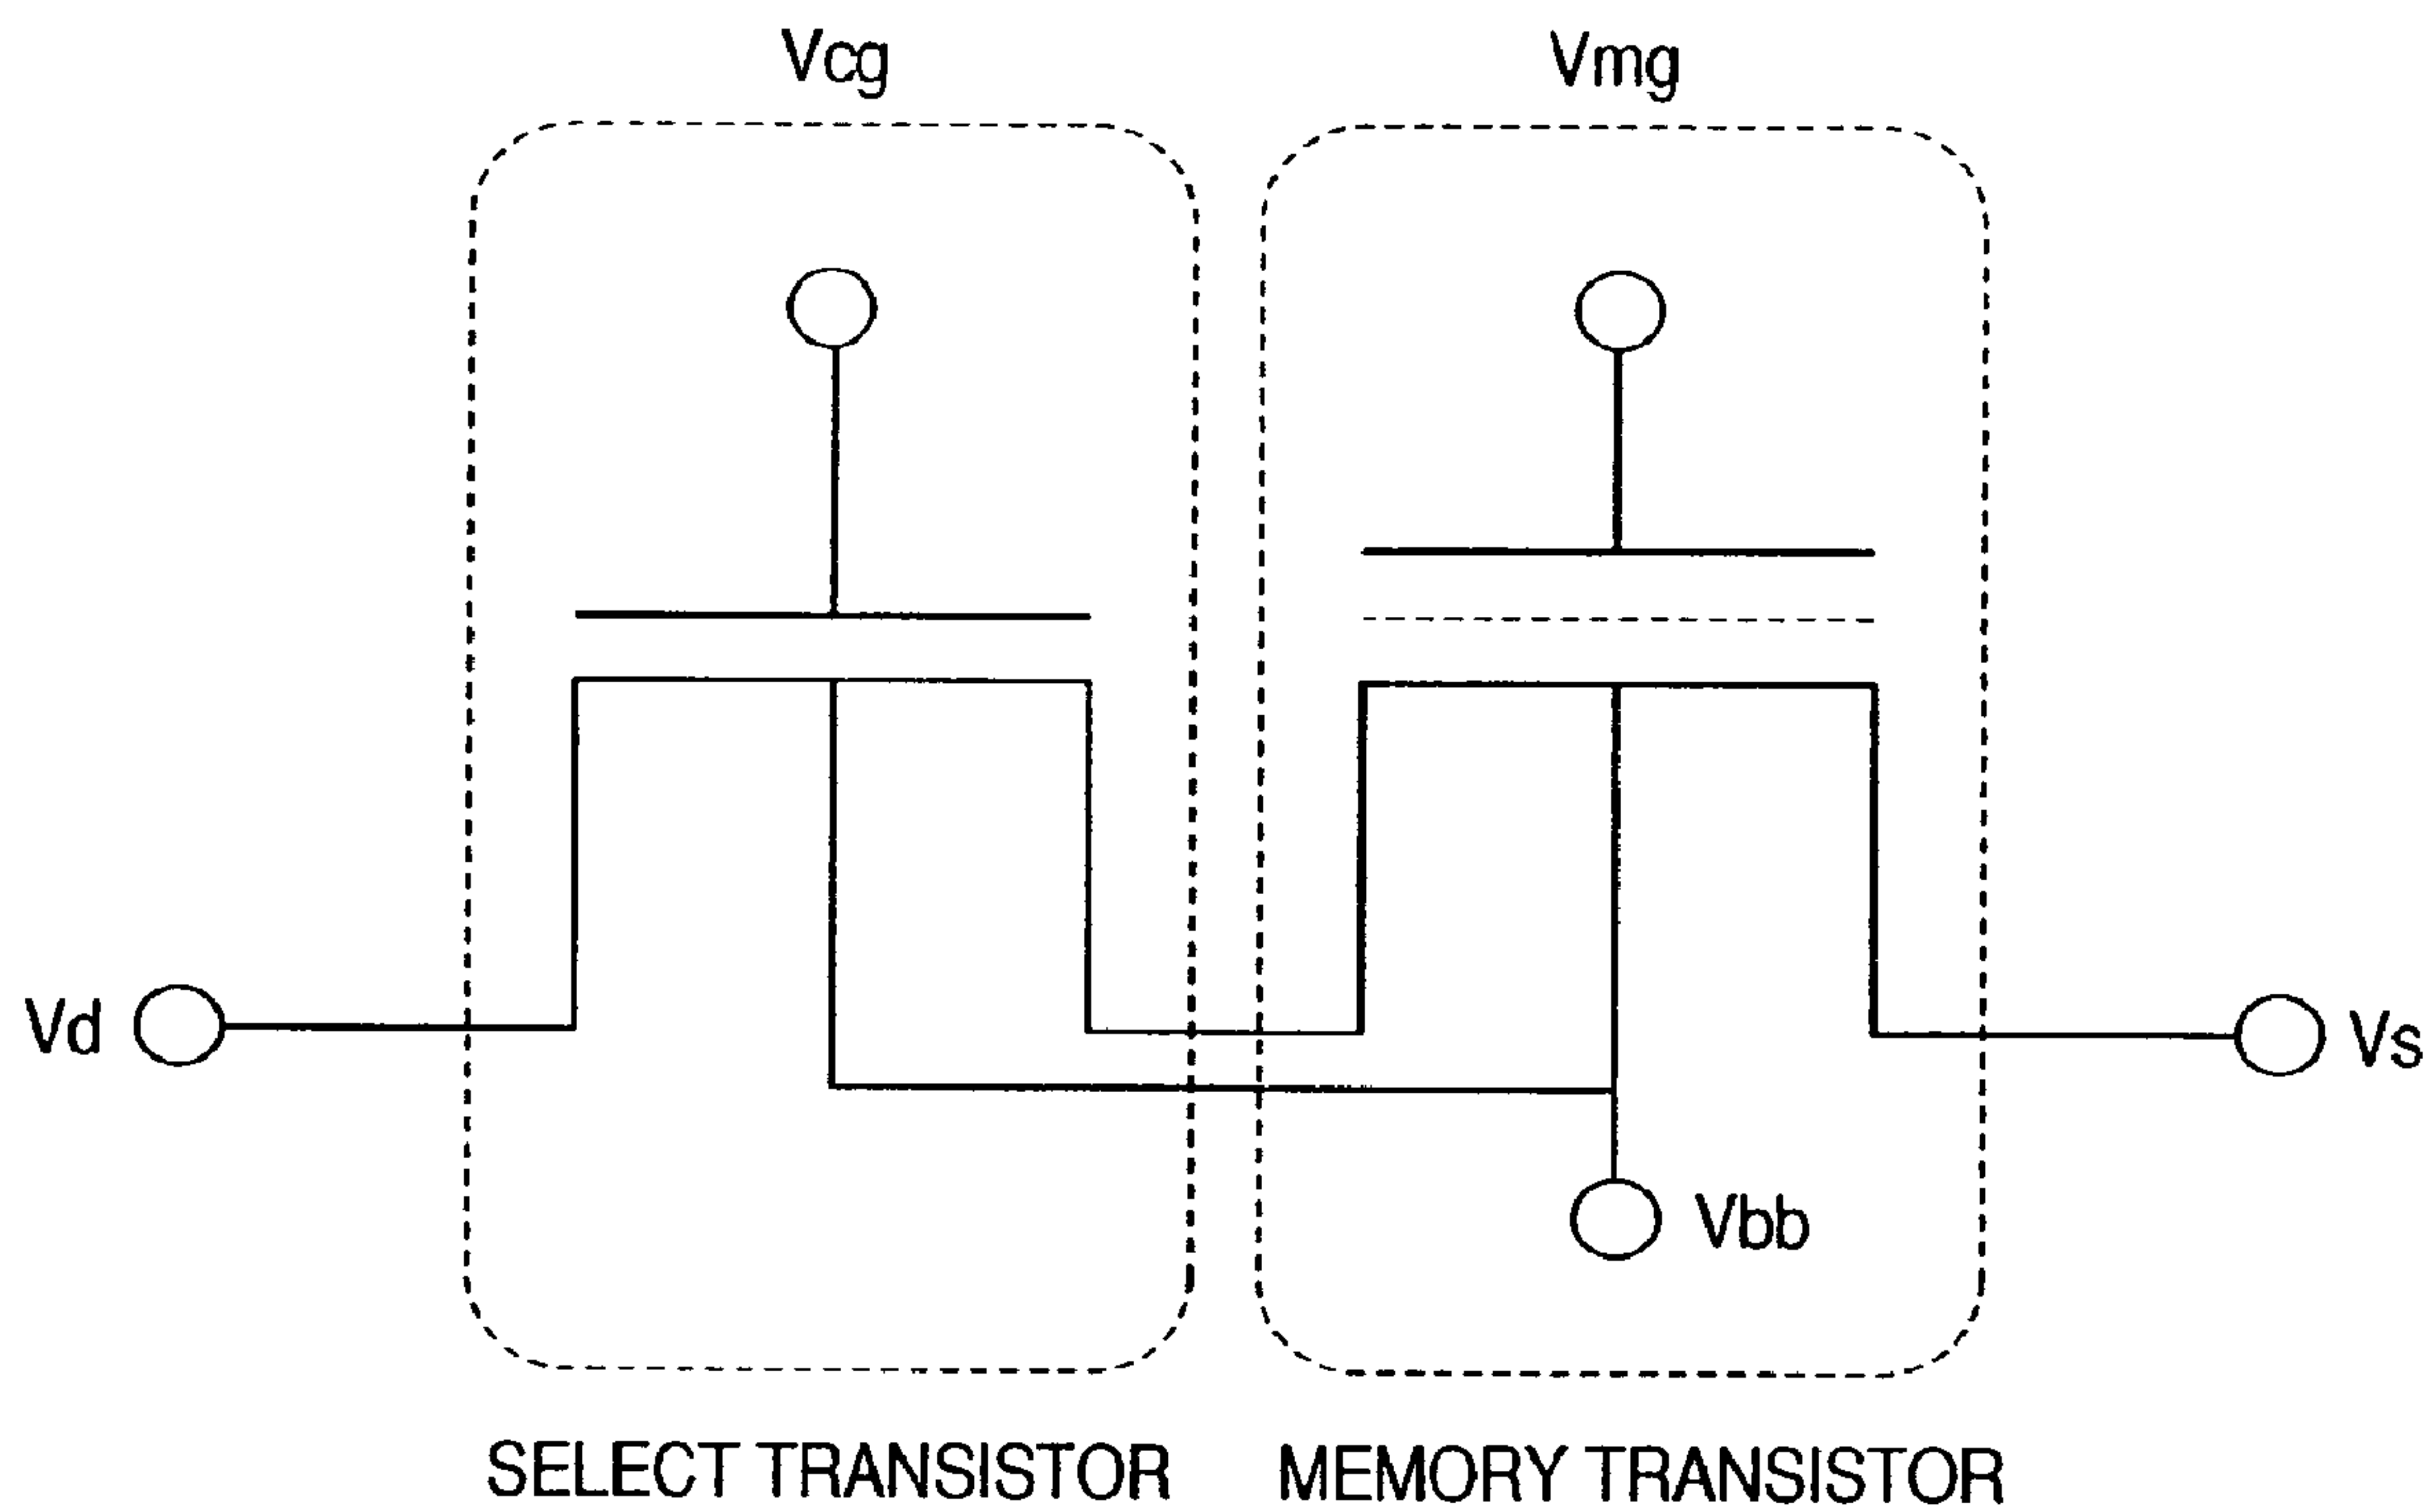 Vcg
Vmg
Vd
Vs
Vbb
SELECT TRANSISTOR
MEMORY TRANSISTOR